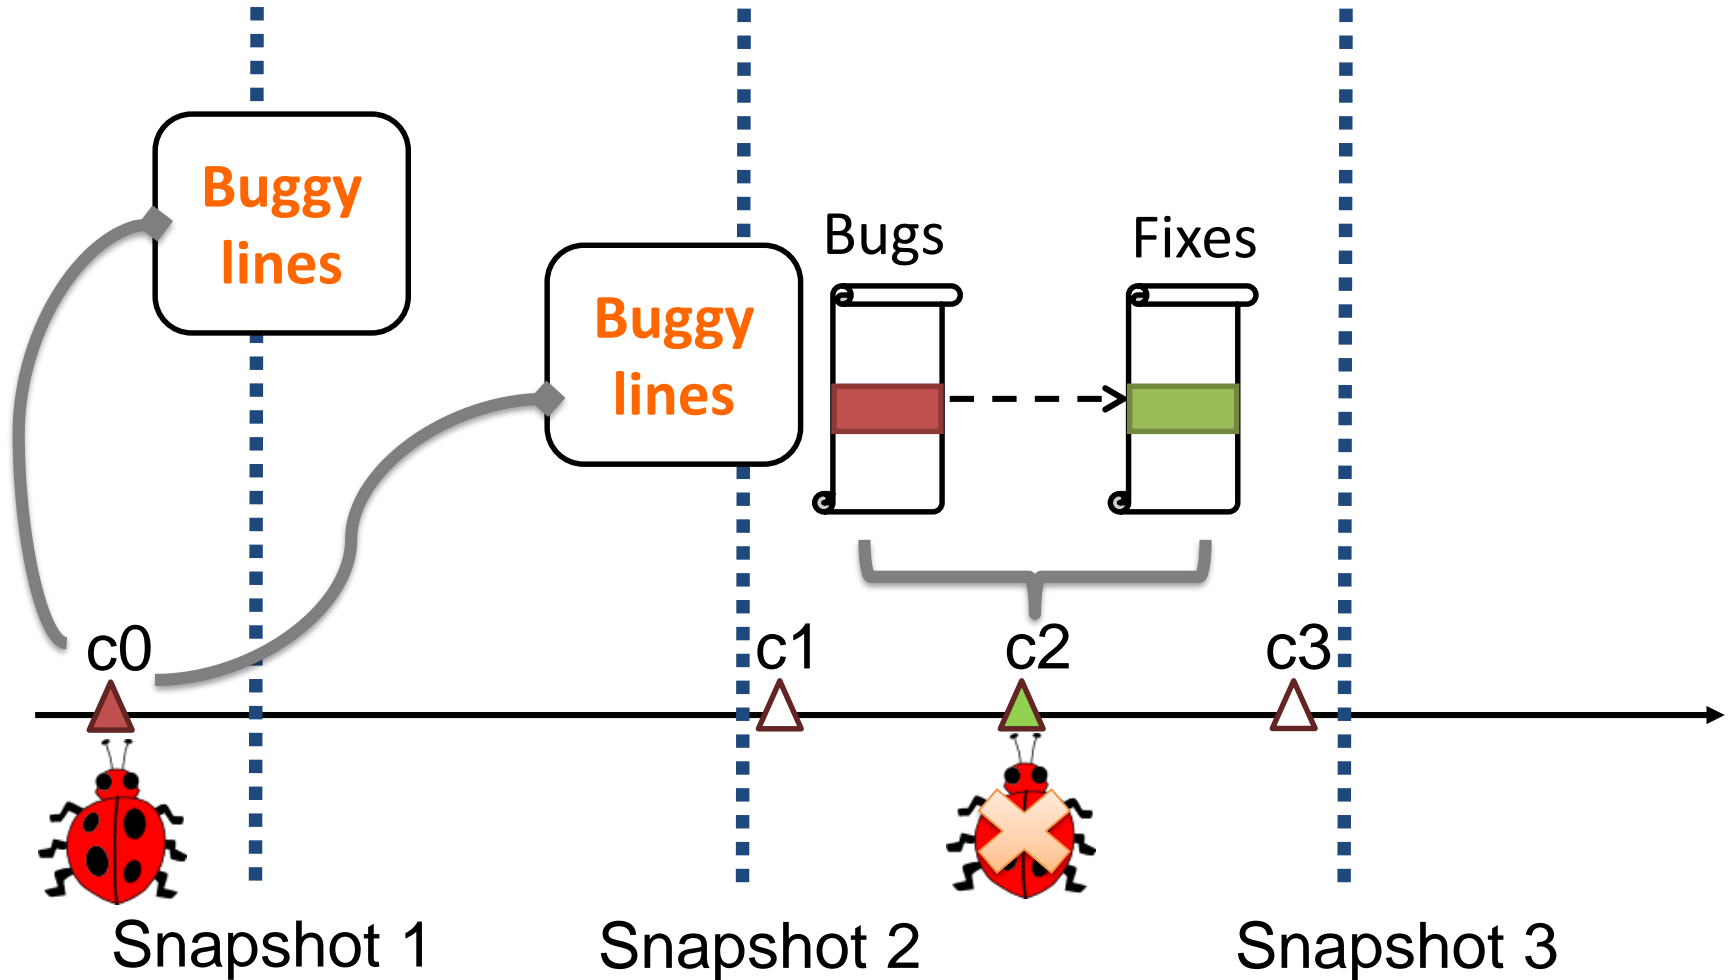 Buggy
lines
Buggy
lines
Bugs
Fixes
c0
c1
c2
c3
Snapshot 1
Snapshot 2
Snapshot 3